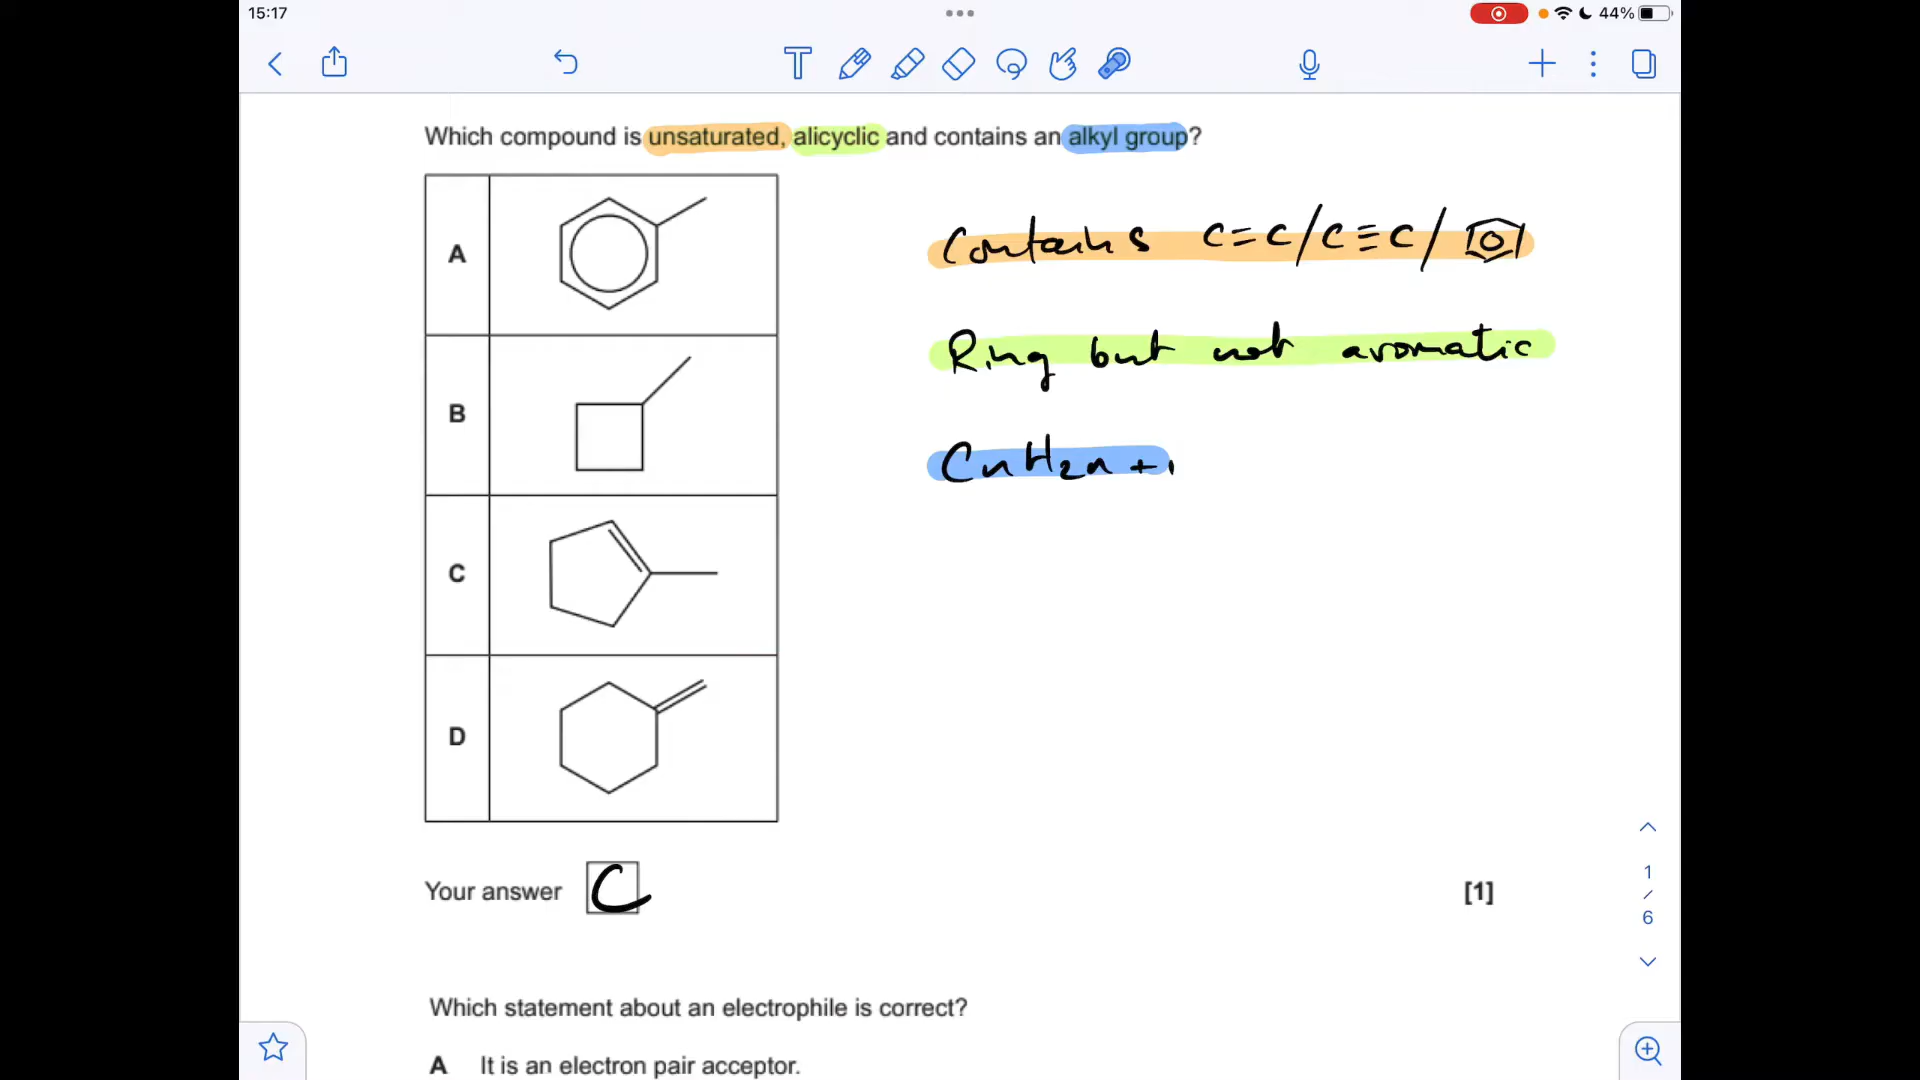 15:17
44%
Which compound is unsaturated, alicyclic and contains an alkyl group?
A
Contains C=C/C≡C/
B
Ring but not aromatic
CnH2n+1
C
D
Your answer C [1]
1
/
6
Which statement about an electrophile is correct?
A It is an electron pair acceptor.